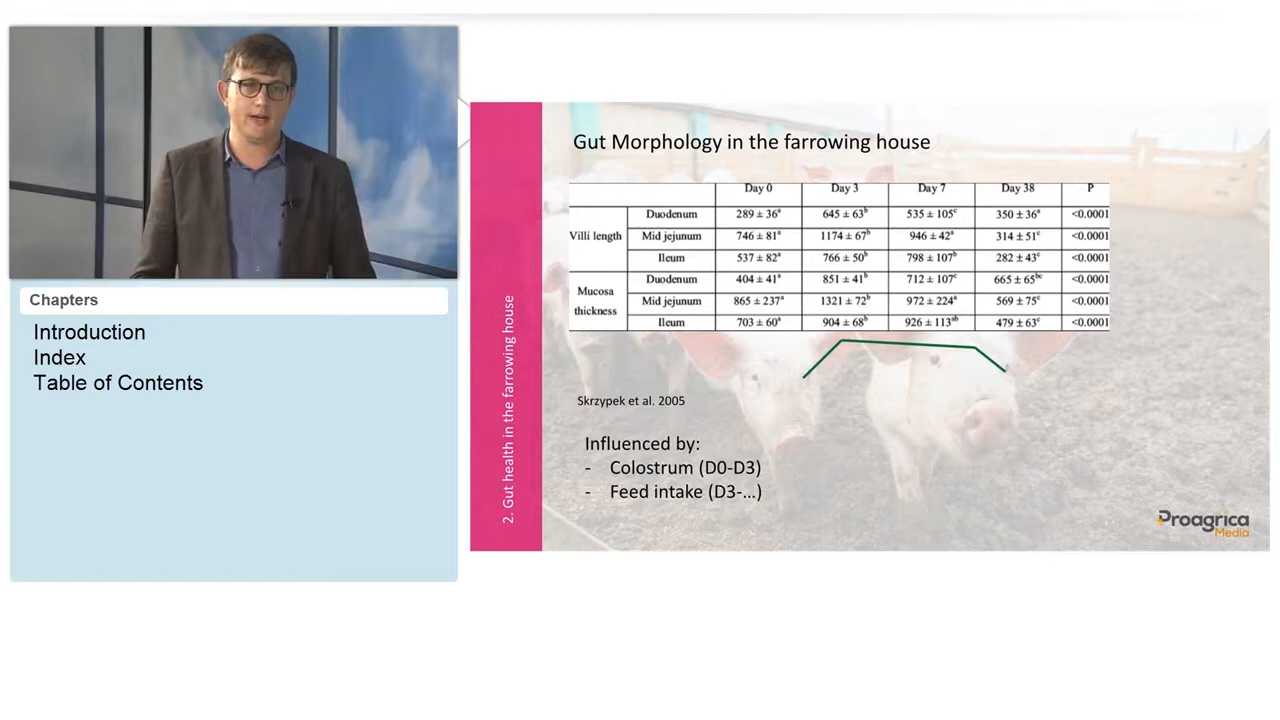 Chapters
Introduction
Index
Table of Contents
2. Gut health in the farrowing house
Gut Morphology in the farrowing house
Day 0 Day 3 Day 7 Day 38 P
Villi length Duodenum 289 ± 36ᵃ 645 ± 63ᵇ 535 ± 105ᶜ 350 ± 36ᵃ <0.0001
Mid jejunum 746 ± 81ᵃ 1174 ± 67ᵇ 946 ± 42ᵃ 314 ± 51ᶜ <0.0001
Ileum 537 ± 82ᵃ 766 ± 50ᵇ 798 ± 107ᵇ 282 ± 43ᶜ <0.0001
Mucosa thickness Duodenum 404 ± 41ᵃ 851 ± 41ᵇ 712 ± 107ᶜ 665 ± 65ᵇᶜ <0.0001
Mid jejunum 865 ± 237ᵃ 1321 ± 72ᵇ 972 ± 224ᵃ 569 ± 75ᶜ <0.0001
Ileum 703 ± 60ᵃ 904 ± 68ᵇ 926 ± 113ᵃᵇ 479 ± 63ᶜ <0.0001
Skrzypek et al. 2005
Influenced by:
- Colostrum (D0-D3)
- Feed intake (D3-...)
Proagrica
Media